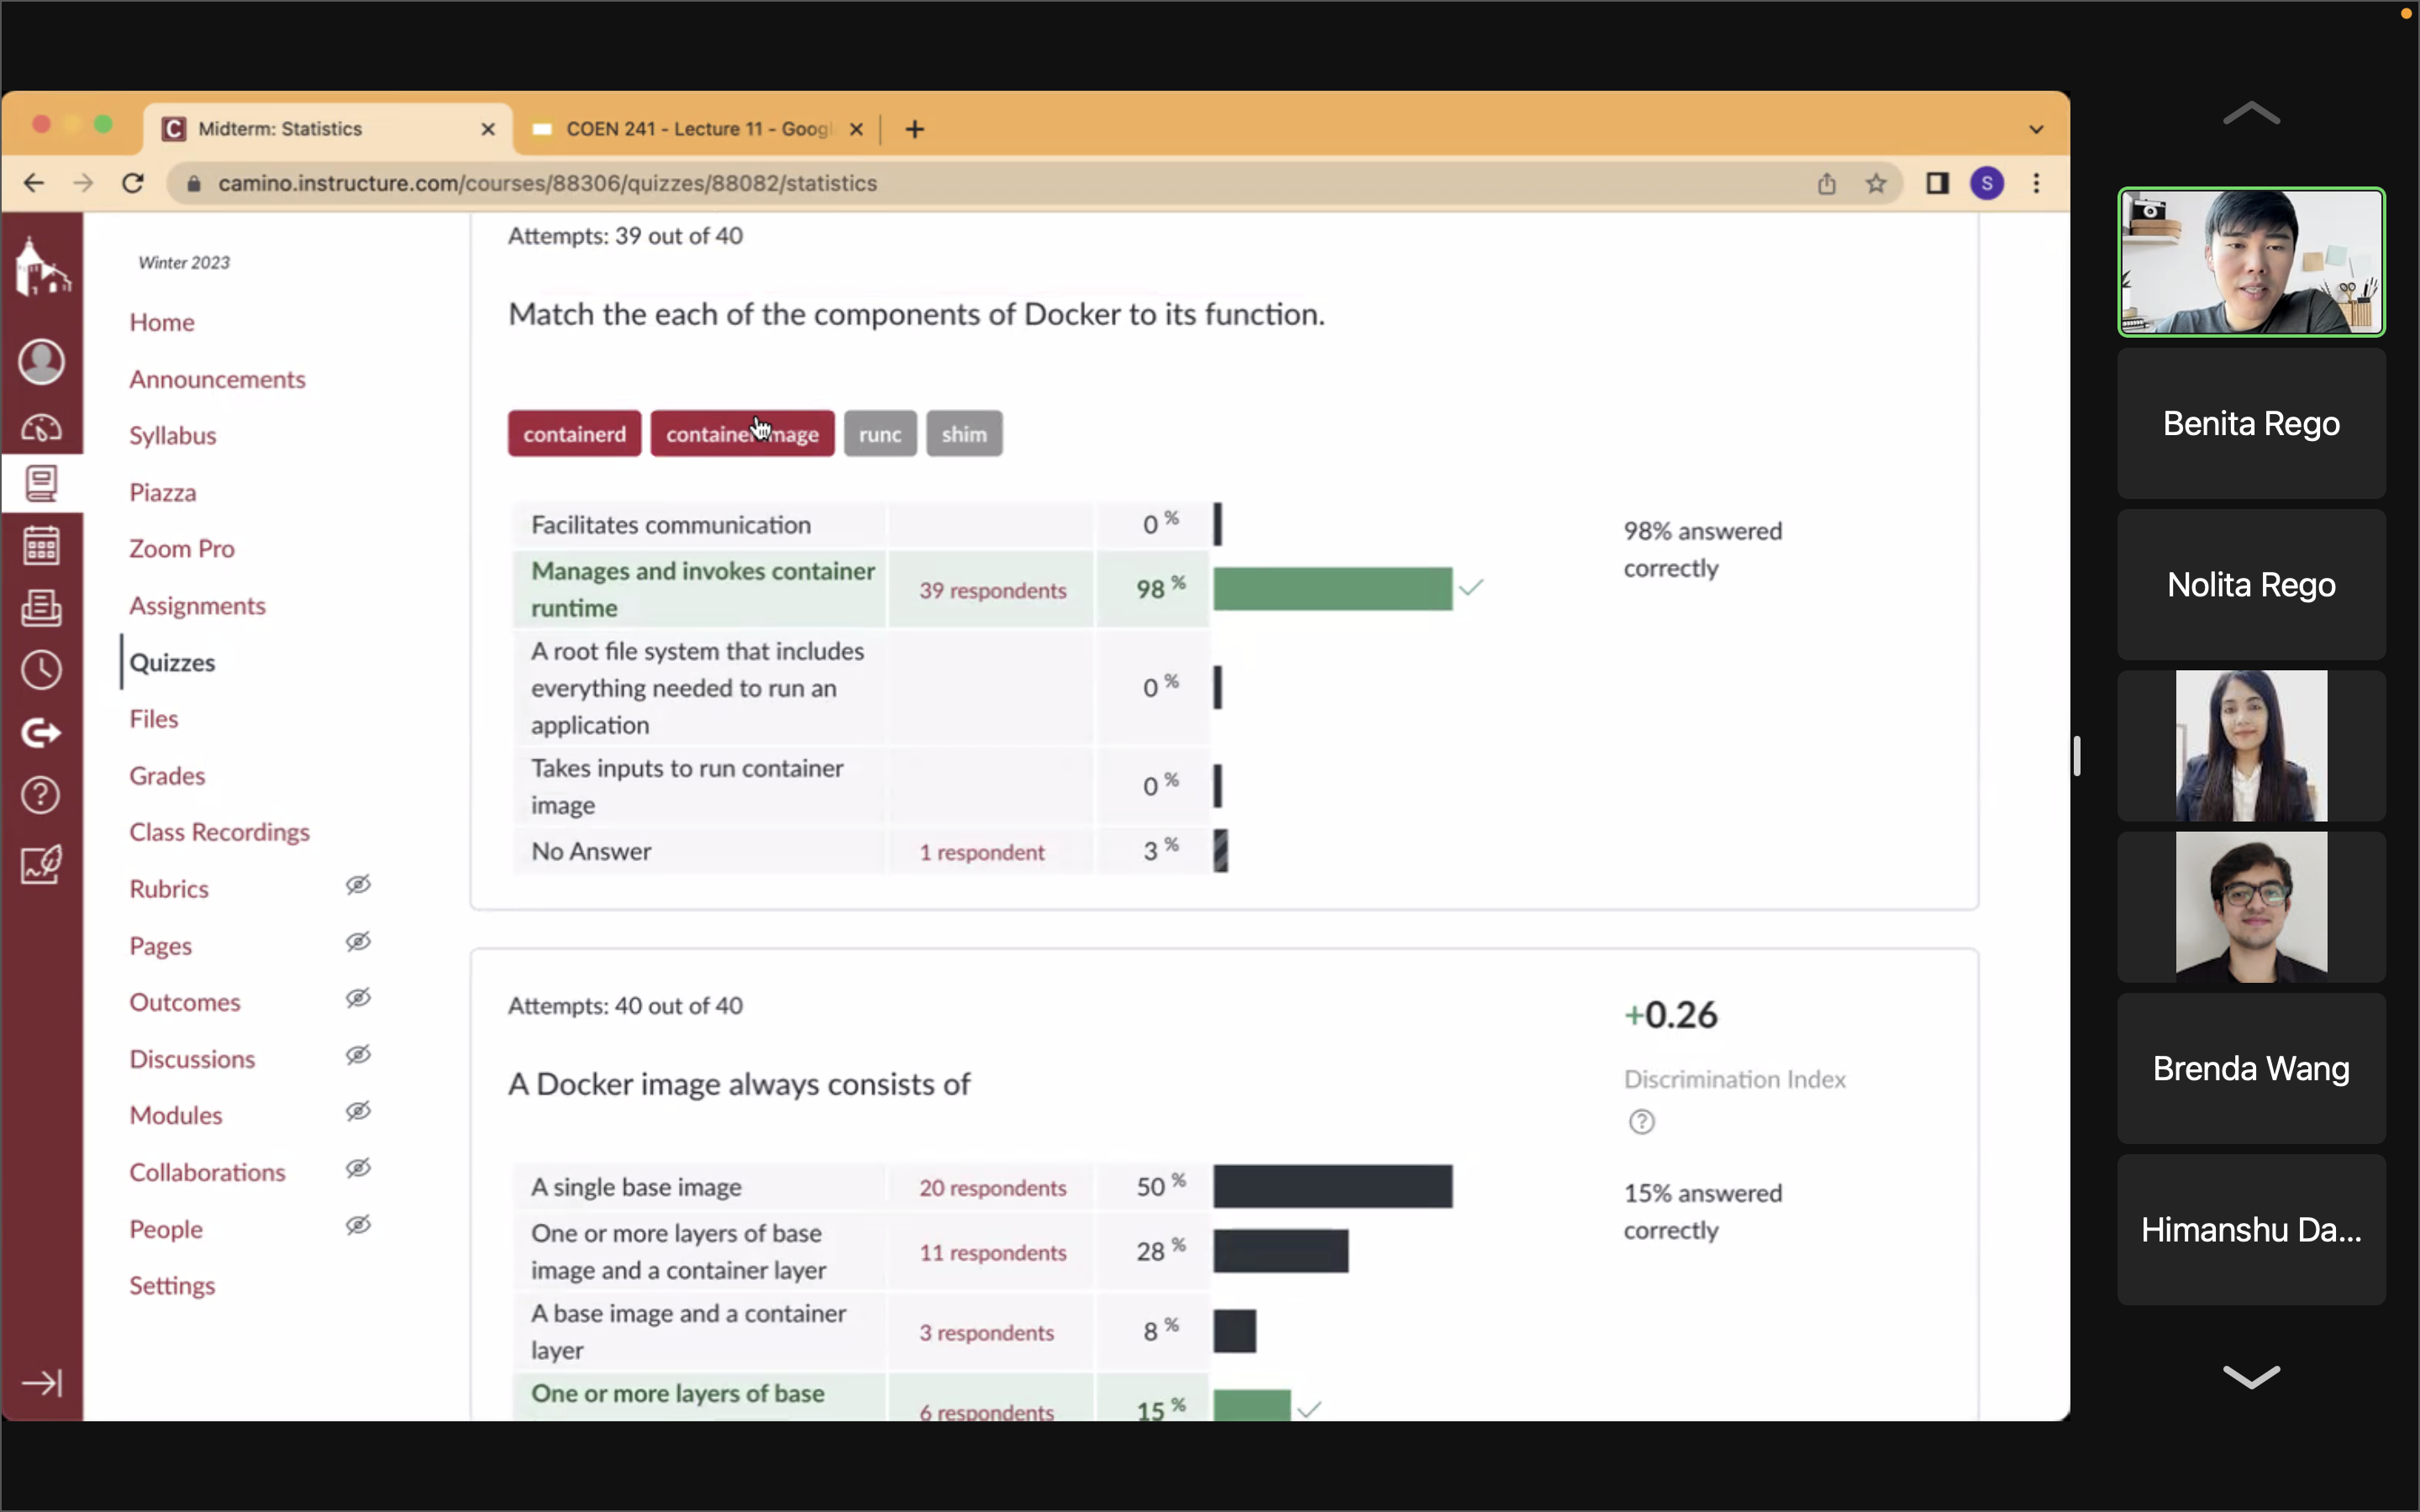 Midterm: Statistics
COEN 241 - Lecture 11 - Googl
camino.instructure.com/courses/88306/quizzes/88082/statistics
S
Winter 2023
Home
Announcements
Syllabus
Piazza
Zoom Pro
Assignments
Quizzes
Files
Grades
Class Recordings
Rubrics
Pages
Outcomes
Discussions
Modules
Collaborations
People
Settings
Attempts: 39 out of 40
Match the each of the components of Docker to its function.
containerd
container image
runc
shim
Facilitates communication 0 %
Manages and invokes container
runtime
39 respondents 98 %
A root file system that includes
everything needed to run an
application
0 %
Takes inputs to run container
image
0 %
No Answer 1 respondent 3 %
98% answered
correctly
Attempts: 40 out of 40
A Docker image always consists of
A single base image 20 respondents 50 %
One or more layers of base
image and a container layer
11 respondents 28 %
A base image and a container
layer
3 respondents 8 %
One or more layers of base
6 respondents 15 %
+0.26
Discrimination Index
?
15% answered
correctly
Benita Rego
Nolita Rego
Brenda Wang
Himanshu Da...